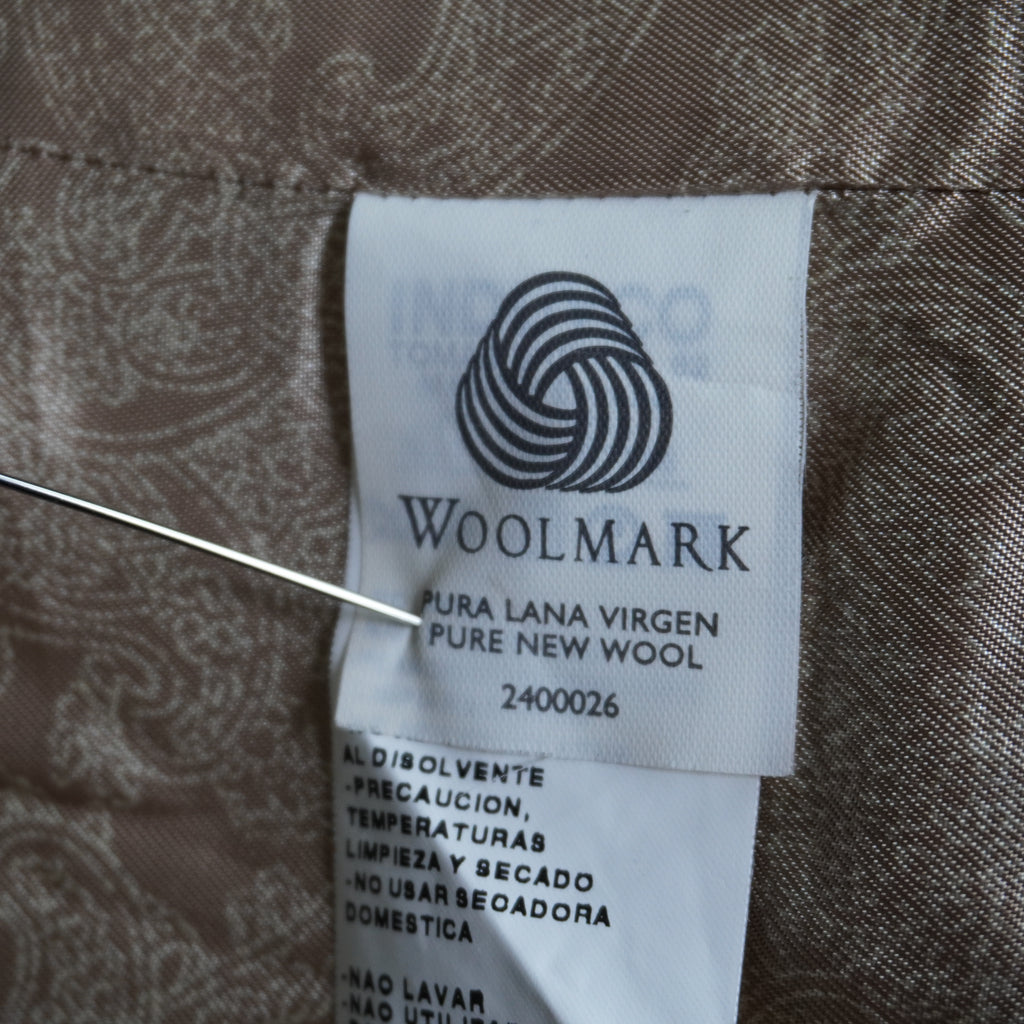 WOOLMARK
PURA LANA VIRGEN
PURE NEW WOOL
2400026
AL DISOLVENTE
-PRECAUCION,
TEMPERATURAS
LIMPIEZA Y SECADO
-NO USAR SECADORA
DOMESTICA
-NAO LAVAR
-NAO